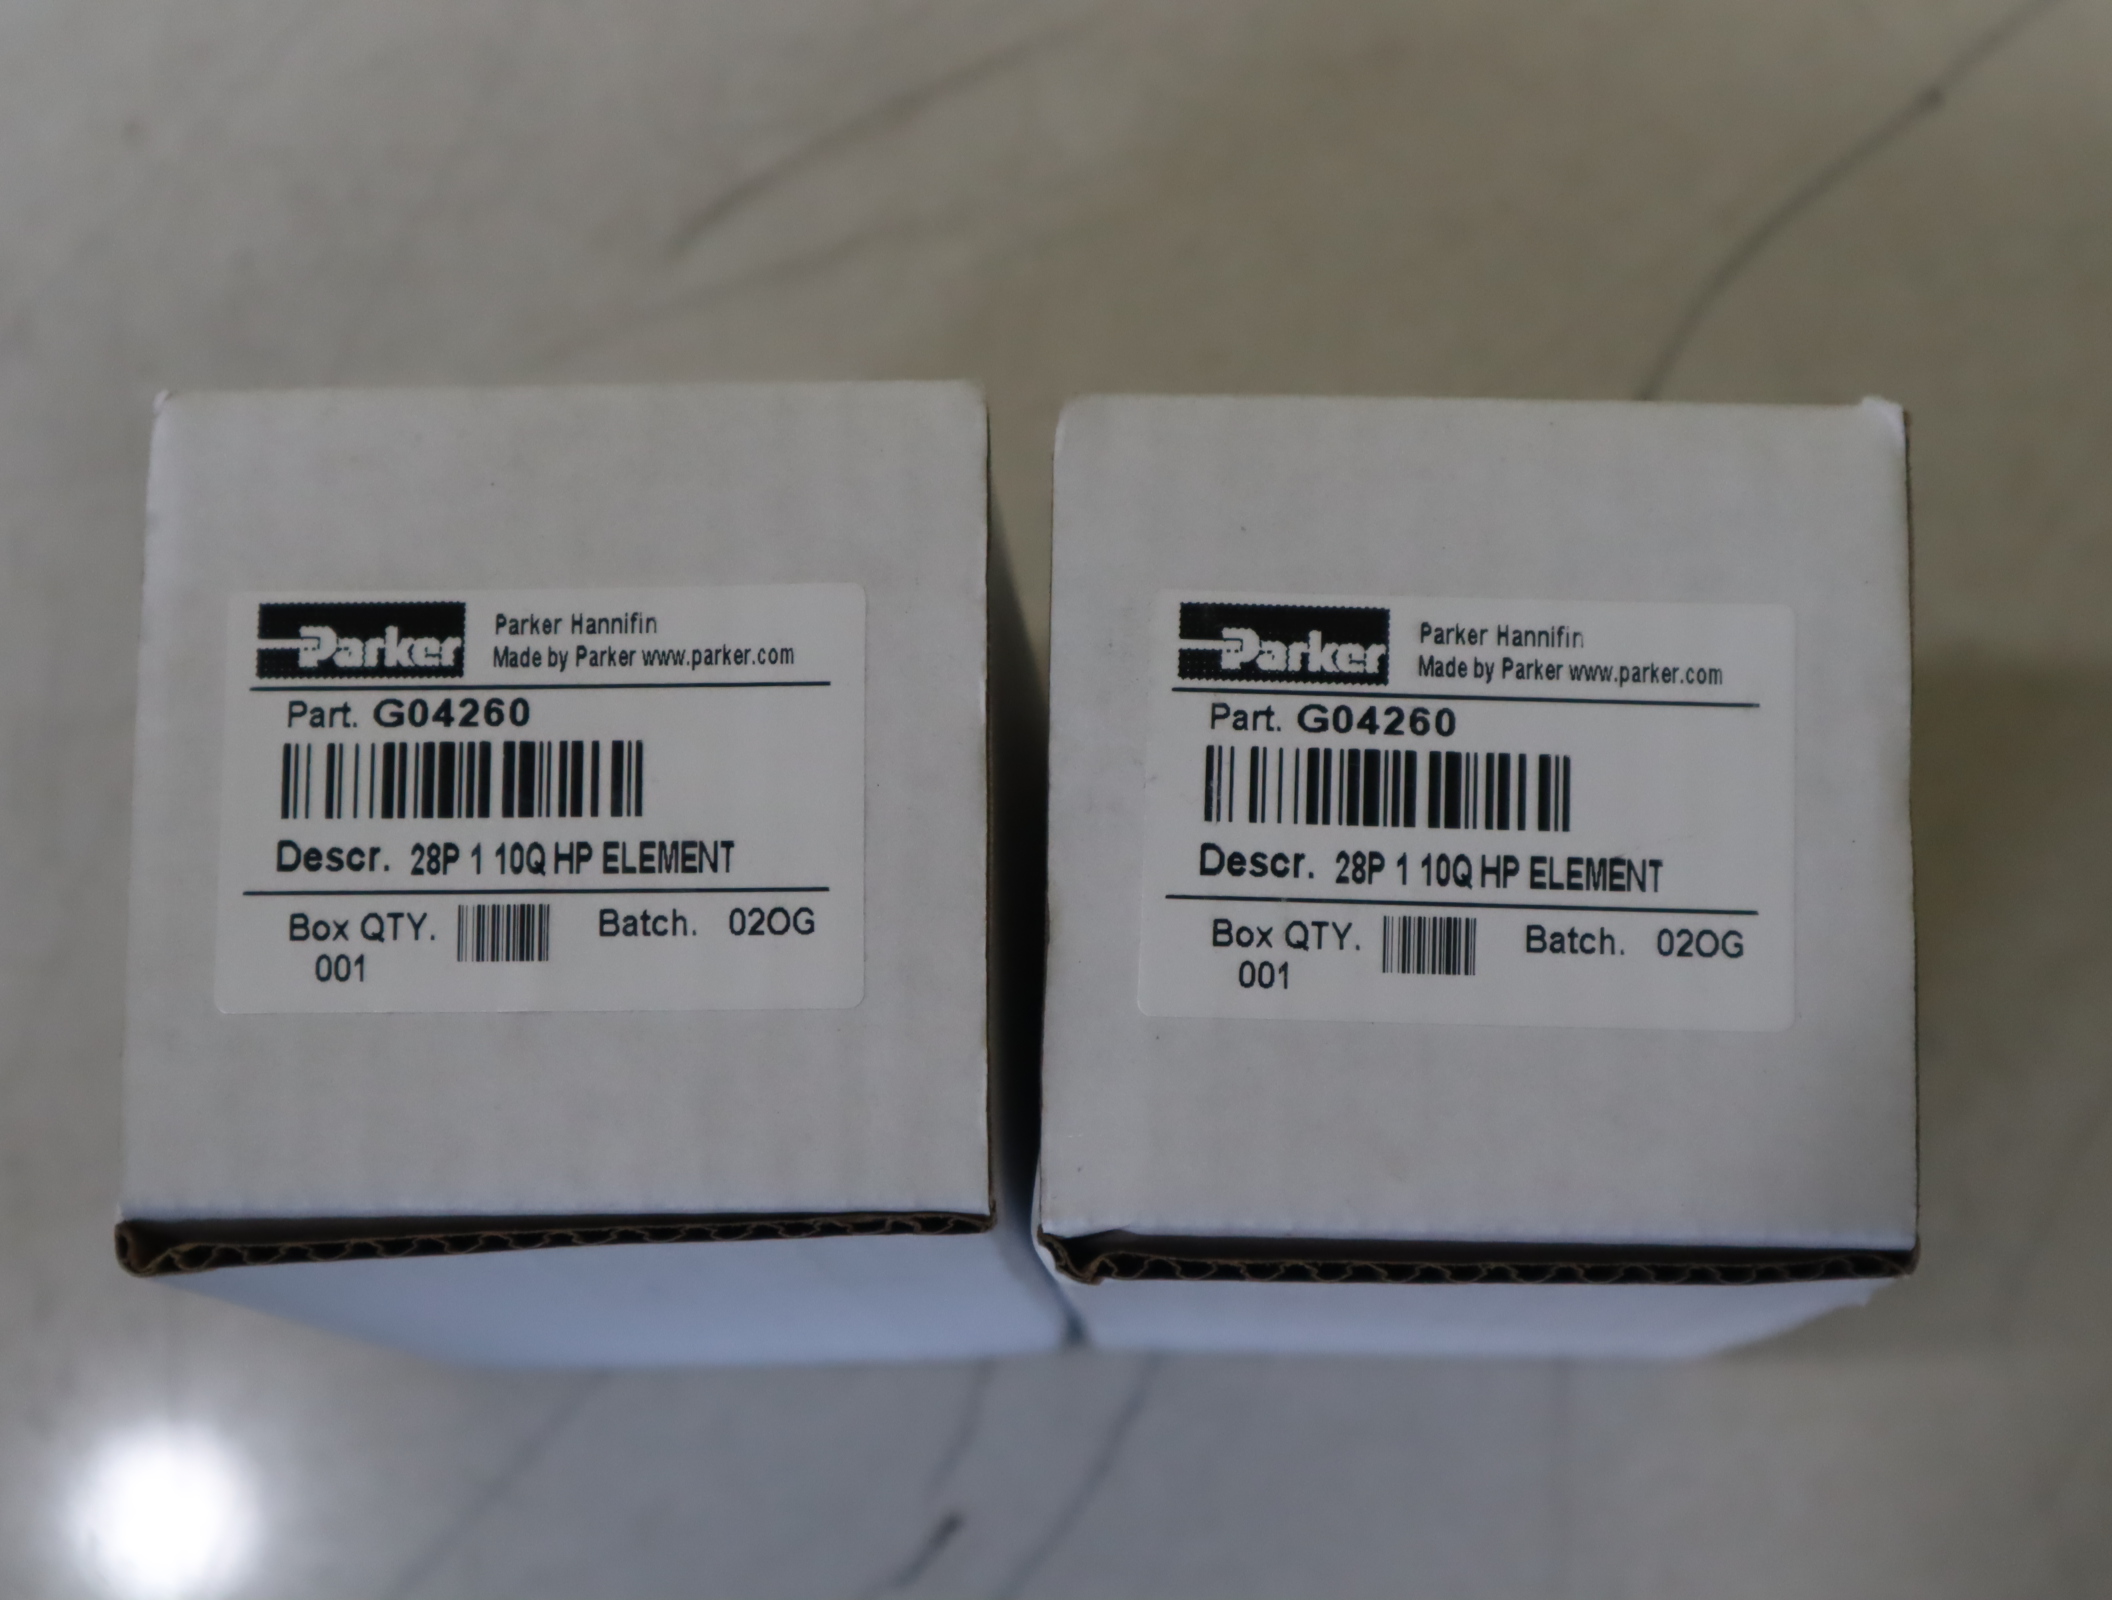 Parker
Parker Hannifin
Made by Parker www.parker.com
Part. G04260
Descr. 28P 1 10Q HP ELEMENT
Box QTY. Batch. 02OG
001
Parker
Parker Hannifin
Made by Parker www.parker.com
Part. G04260
Descr. 28P 1 10Q HP ELEMENT
Box QTY. Batch. 02OG
001